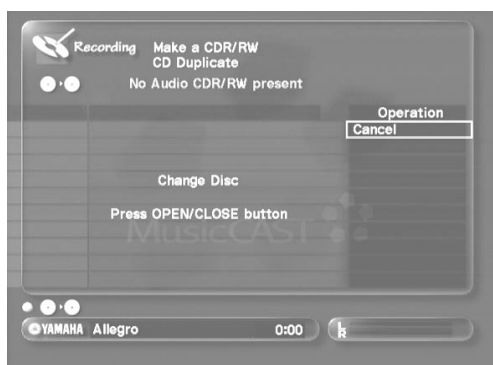 Recording
Make a CDR/RW
CD Duplicate
No Audio CDR/RW present
Operation
Cancel
Change Disc
Press OPEN/CLOSE button
MusicCAST
YAMAHA Allegro 0:00
L
R